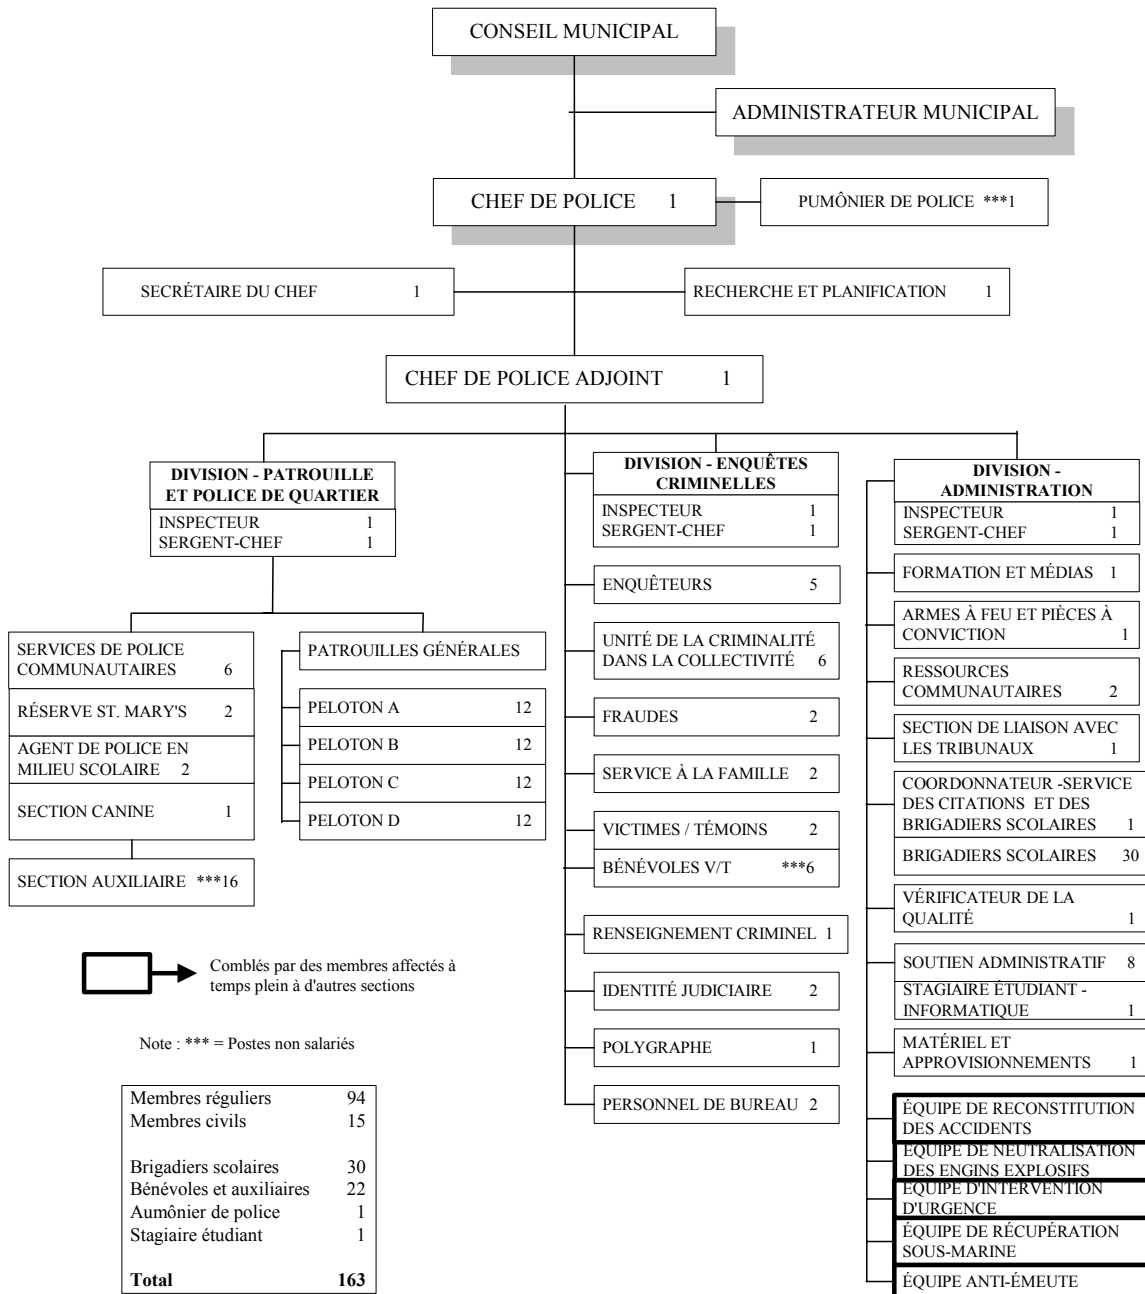 CONSEIL MUNICIPAL
ADMINISTRATEUR MUNICIPAL
CHEF DE POLICE 1
PUMÔNIER DE POLICE ***1
SECRÉTAIRE DU CHEF 1
RECHERCHE ET PLANIFICATION 1
CHEF DE POLICE ADJOINT 1
DIVISION - PATROUILLE
ET POLICE DE QUARTIER
INSPECTEUR 1
SERGENT-CHEF 1
SERVICES DE POLICE
COMMUNAUTAIRES 6
RÉSERVE ST. MARY'S 2
AGENT DE POLICE EN
MILIEU SCOLAIRE 2
SECTION CANINE 1
SECTION AUXILIAIRE ***16
PATROUILLES GÉNÉRALES
PELOTON A 12
PELOTON B 12
PELOTON C 12
PELOTON D 12
DIVISION - ENQUÊTES
CRIMINELLES
INSPECTEUR 1
SERGENT-CHEF 1
ENQUÊTEURS 5
UNITÉ DE LA CRIMINALITÉ
DANS LA COLLECTIVITÉ 6
FRAUDES 2
SERVICE À LA FAMILLE 2
VICTIMES / TÉMOINS 2
BÉNÉVOLES V/T ***6
RENSEIGNEMENT CRIMINEL 1
IDENTITÉ JUDICIAIRE 2
POLYGRAPHE 1
PERSONNEL DE BUREAU 2
DIVISION -
ADMINISTRATION
INSPECTEUR 1
SERGENT-CHEF 1
FORMATION ET MÉDIAS 1
ARMES À FEU ET PIÈCES À
CONVICTION 1
RESSOURCES
COMMUNAUTAIRES 2
SECTION DE LIAISON AVEC
LES TRIBUNAUX 1
COORDONNATEUR -SERVICE
DES CITATIONS ET DES
BRIGADIERS SCOLAIRES 1
BRIGADIERS SCOLAIRES 30
VÉRIFICATEUR DE LA
QUALITÉ 1
SOUTIEN ADMINISTRATIF 8
STAGIAIRE ÉTUDIANT -
INFORMATIQUE 1
MATÉRIEL ET
APPROVISIONNEMENTS 1
ÉQUIPE DE RECONSTITUTION
DES ACCIDENTS
ÉQUIPE DE NEUTRALISATION
DES ENGINS EXPLOSIFS
ÉQUIPE D'INTERVENTION
D'URGENCE
ÉQUIPE DE RÉCUPÉRATION
SOUS-MARINE
ÉQUIPE ANTI-ÉMEUTE
Comblés par des membres affectés à
temps plein à d'autres sections
Note : *** = Postes non salariés
Membres réguliers 94
Membres civils 15
Brigadiers scolaires 30
Bénévoles et auxiliaires 22
Aumônier de police 1
Stagiaire étudiant 1
Total 163